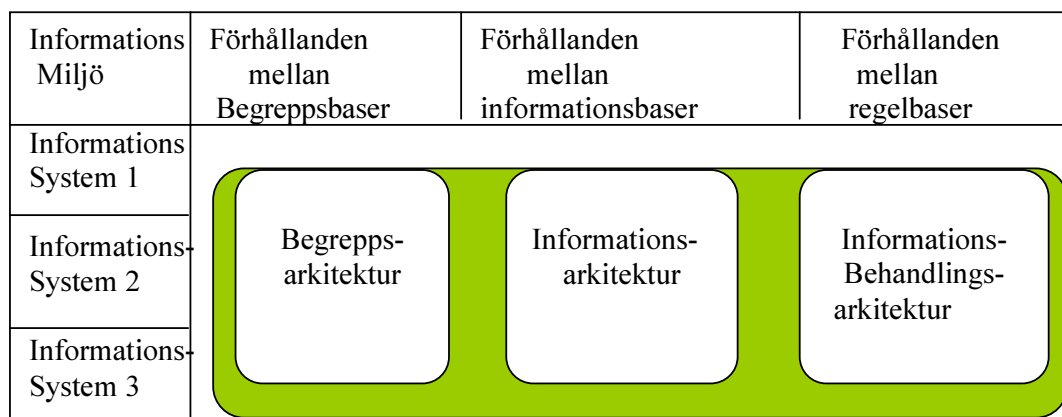 Informations
Miljö
Förhållanden
mellan
Begreppsbaser
Förhållanden
mellan
informationsbaser
Förhållanden
mellan
regelbaser
Informations
System 1
Informations-
System 2
Informations-
System 3
Begrepps-
arkitektur
Informations-
arkitektur
Informations-
Behandlings-
arkitektur